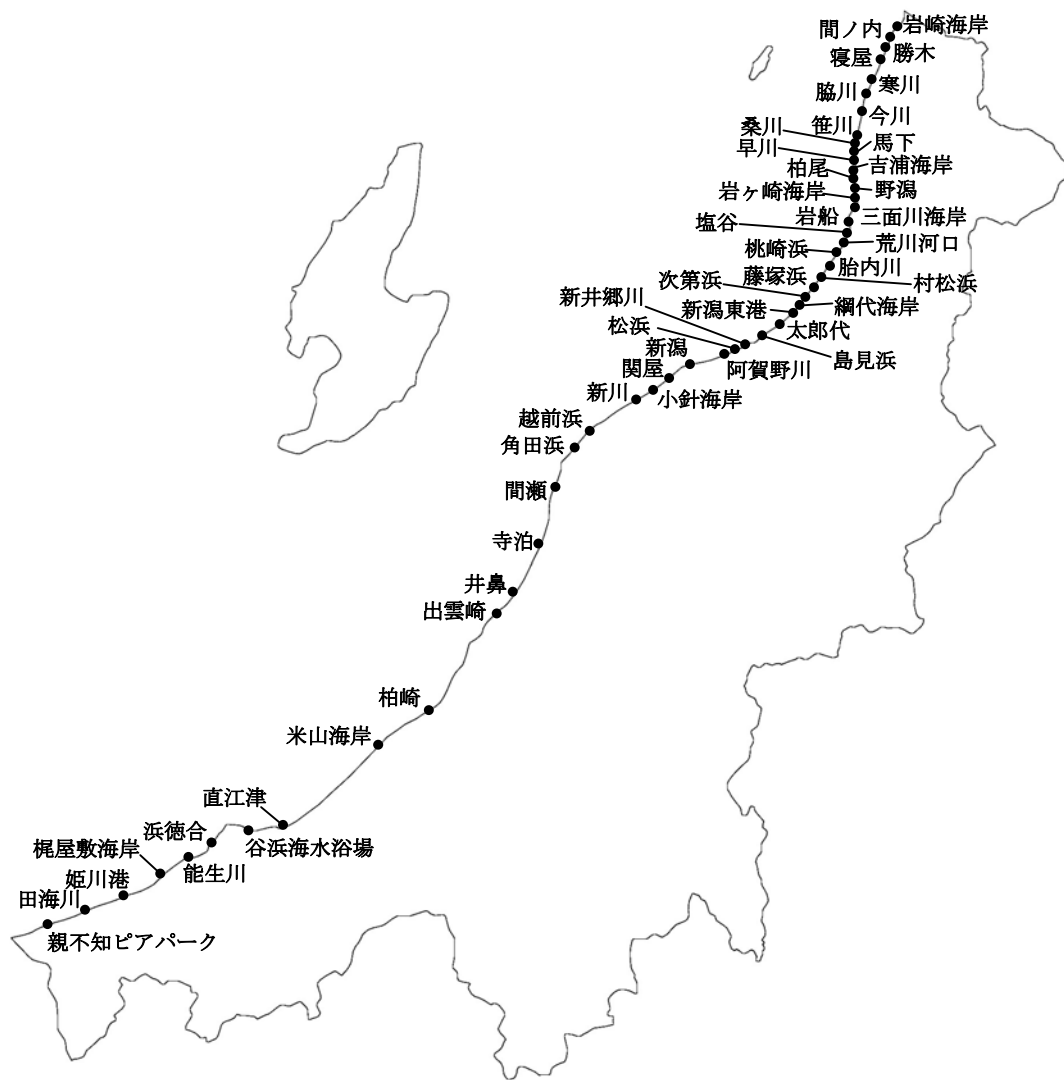 岩崎海岸
間ノ内
勝木
寝屋
寒川
脇川
今川
笹川
桑川
馬下
早川
吉浦海岸
柏尾
野潟
岩ヶ崎海岸
三面川海岸
岩船
塩谷
荒川河口
桃崎浜
胎内川
藤塚浜
村松浜
次第浜
新潟東港
網代海岸
新井郷川
太郎代
松浜
島見浜
新潟
阿賀野川
関屋
新川
小針海岸
越前浜
角田浜
間瀬
寺泊
井鼻
出雲崎
柏崎
米山海岸
直江津
浜徳合
谷浜海水浴場
梶屋敷海岸
能生川
姫川港
田海川
親不知ピアパーク